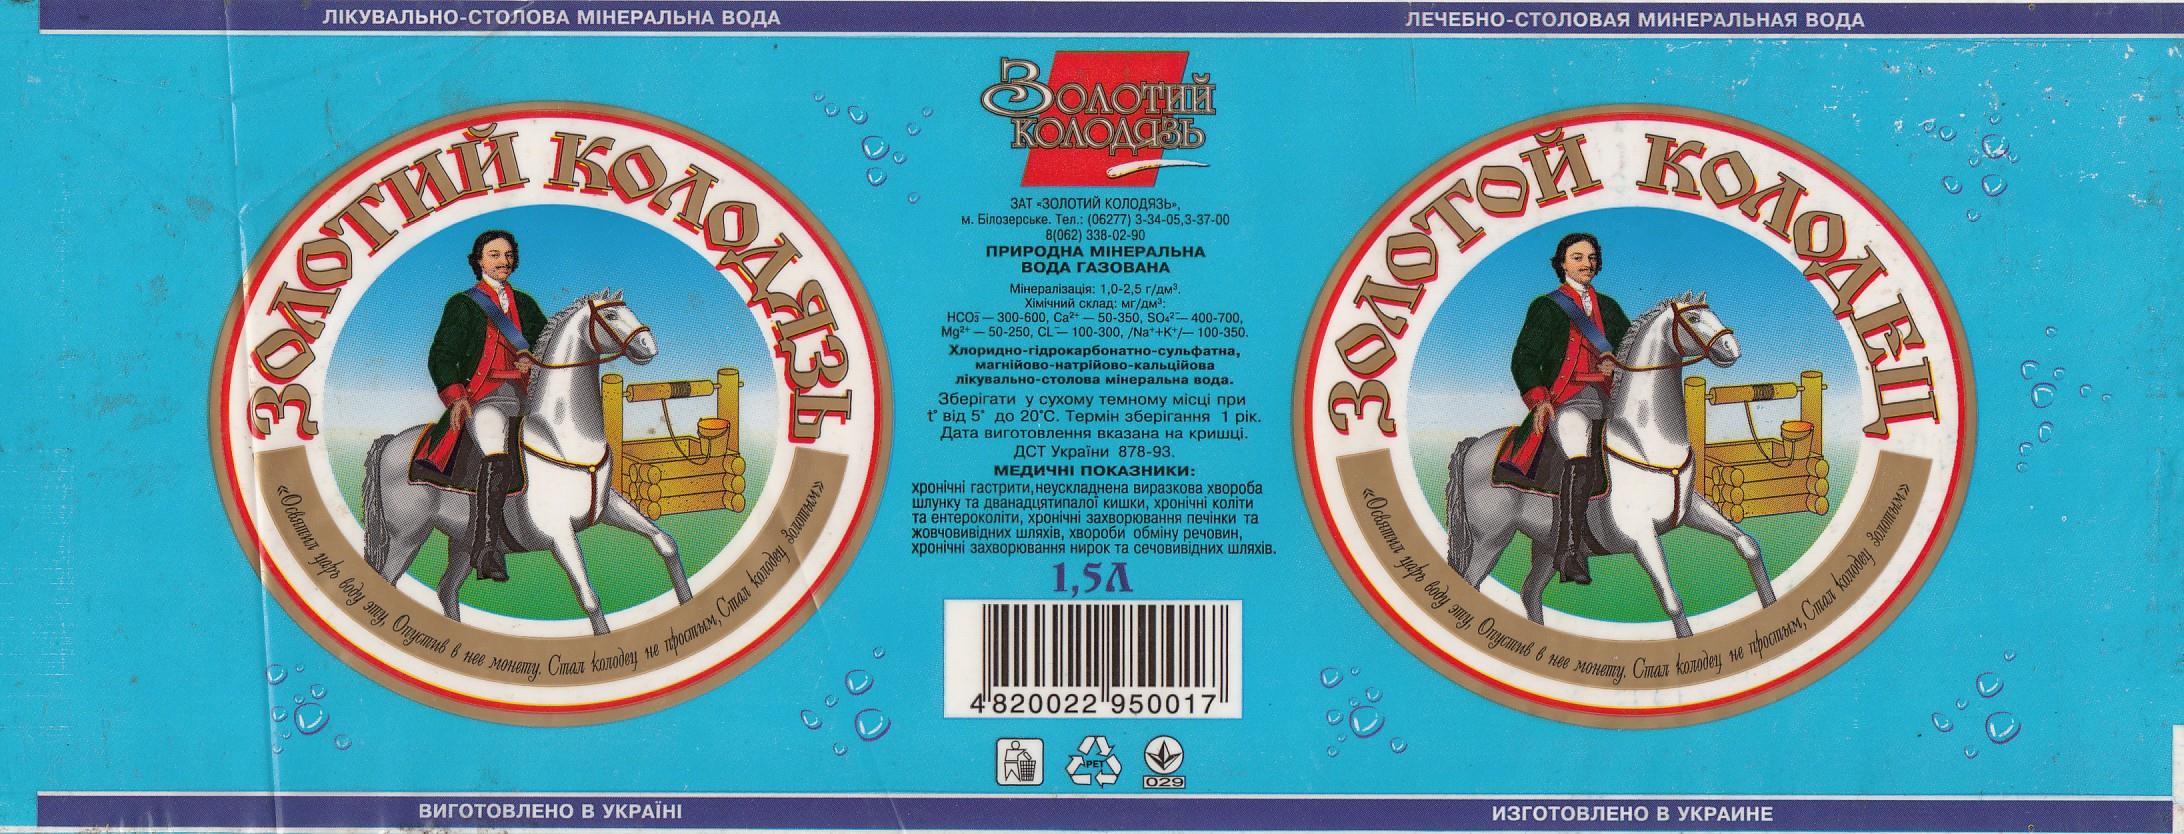 ЛІКУВАЛЬНО-СТОЛОВА МІНЕРАЛЬНА ВОДА
ЗОЛОТИЙ КОЛОДЯЗЬ
«Освятил царь воду эту, Опустив в нее монету. Стал колодец не простым, Стал колодец Золотым»
ВИГОТОВЛЕНО В УКРАЇНІ
Золотий
колодязь
ЗАТ «ЗОЛОТИЙ КОЛОДЯЗЬ»,
м. Білозерське. Тел.: (06277) 3-34-05,3-37-00
8(062) 338-02-90
ПРИРОДНА МІНЕРАЛЬНА
ВОДА ГАЗОВАНА
Мінералізація: 1,0-2,5 г/дм³.
Хімічний склад: мг/дм³:
HCO₃⁻ — 300-600, Ca²⁺ — 50-350, SO₄²⁻ — 400-700,
Mg²⁺ — 50-250, CL⁻ — 100-300, /Na⁺+K⁺/ — 100-350.
Хлоридно-гідрокарбонатно-сульфатна,
магнійово-натрійово-кальційова
лікувально-столова мінеральна вода.
Зберігати у сухому темному місці при
t° від 5° до 20°С. Термін зберігання 1 рік.
Дата виготовлення вказана на кришці.
ДСТ України 878-93.
МЕДИЧНІ ПОКАЗНИКИ:
хронічні гастрити,неускладнена виразкова хвороба
шлунку та дванадцятипалої кишки, хронічні коліти
та ентероколіти, хронічні захворювання печінки та
жовчовивідних шляхів, хвороби обміну речовин,
хронічні захворювання нирок та сечовивідних шляхів.
1,5Л
4 820022 950017
PET
029
ЛЕЧЕБНО-СТОЛОВАЯ МИНЕРАЛЬНАЯ ВОДА
ЗОЛОТОЙ КОЛОДЕЦ
«Освятил царь воду эту, Опустив в нее монету. Стал колодец не простым, Стал колодец Золотым»
ИЗГОТОВЛЕНО В УКРАИНЕ